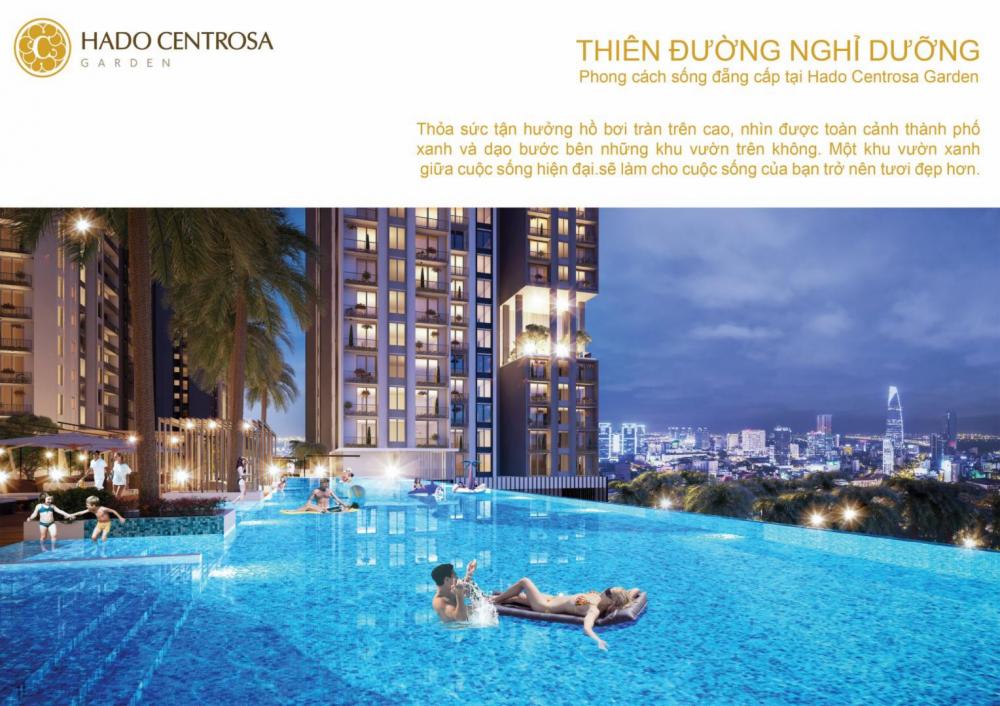 HADO CENTROSA
GARDEN
THIÊN ĐƯỜNG NGHỈ DƯỠNG
Phong cách sống đẵng cấp tại Hado Centrosa Garden
Thỏa sức tận hưởng hồ bơi tràn trên cao, nhìn được toàn cảnh thành phố
xanh và dạo bước bên những khu vườn trên không. Một khu vườn xanh
giữa cuộc sống hiện đại.sẽ làm cho cuộc sống của bạn trở nên tươi đẹp hơn.